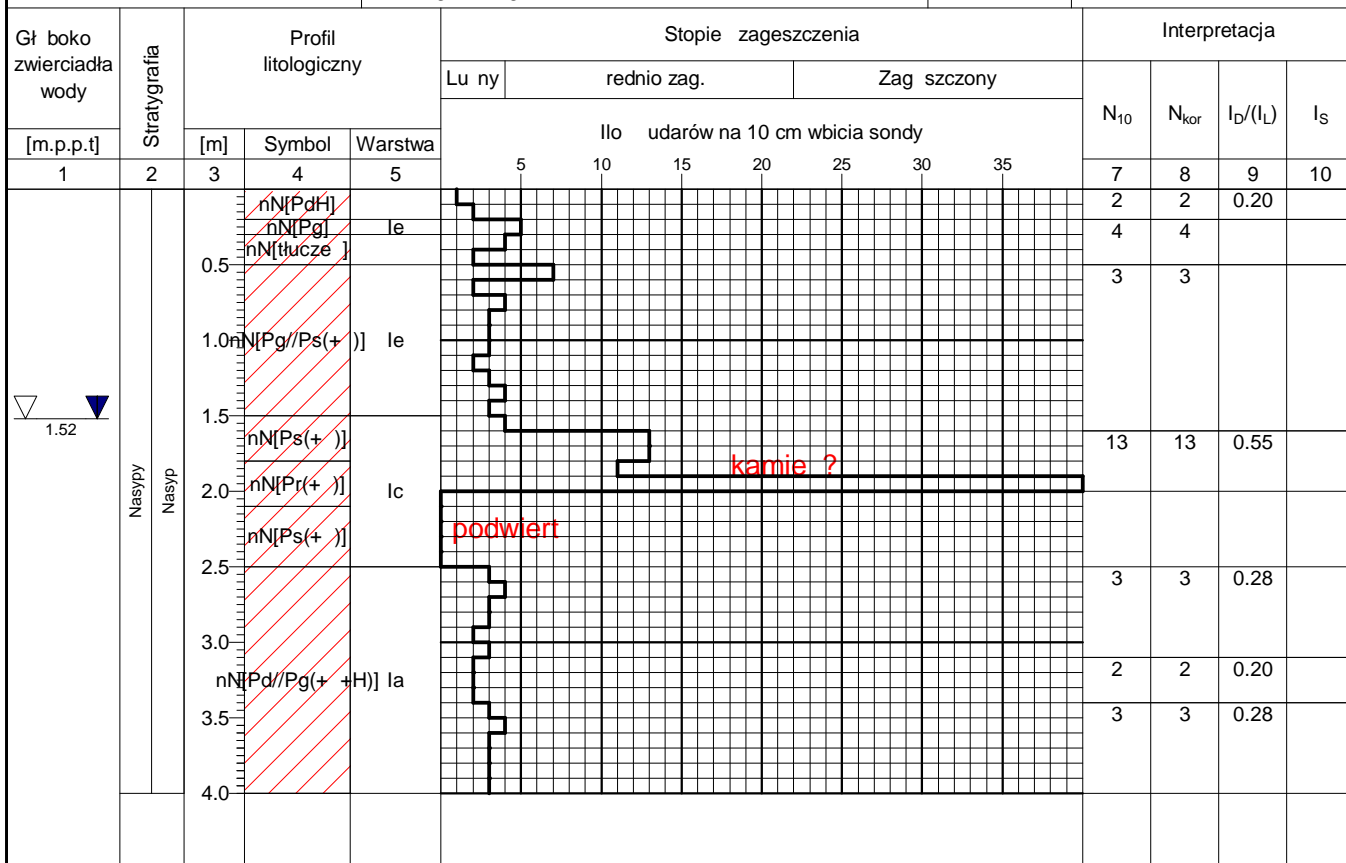 Gł boko
zwierciadła
wody
[m.p.p.t]
Stratygrafia
Profil
litologiczny
[m] Symbol Warstwa
Stopie zageszczenia
Lu ny rednio zag. Zag szczony
Ilo udarów na 10 cm wbicia sondy
5 10 15 20 25 30 35
Interpretacja
N10 Nkor ID/(IL) IS
1 2 3 4 5 7 8 9 10
nN[PdH] 2 2 0.20
nN[Pg] Ie 4 4
nN[tłucze ]
0.5 3 3
1.0 nN[Pg//Ps(+ )] Ie
1.5
1.52
nN[Ps(+ )] 13 13 0.55
kamie ?
nN[Pr(+ )] Ic
2.0
Nasypy
Nasyp
nN[Ps(+ )]
podwiert
2.5 3 3 0.28
3.0
nN[Pd//Pg(+ +H)] Ia 2 2 0.20
3.5 3 3 0.28
4.0